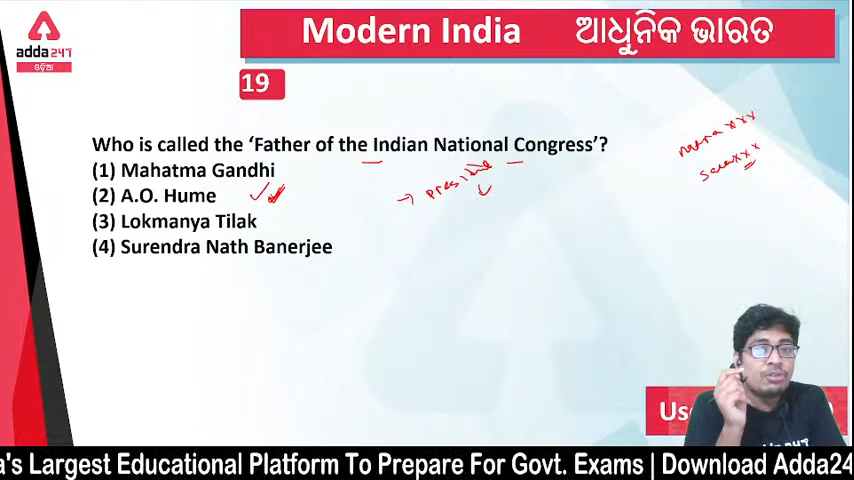 adda247
ଓଡ଼ିଆ
Modern India ଆଧୁନିକ ଭାରତ
19
Who is called the ‘Father of the Indian National Congress’?
(1) Mahatma Gandhi
(2) A.O. Hume
(3) Lokmanya Tilak
(4) Surendra Nath Banerjee
President
Us
a's Largest Educational Platform To Prepare For Govt. Exams | Download Adda24